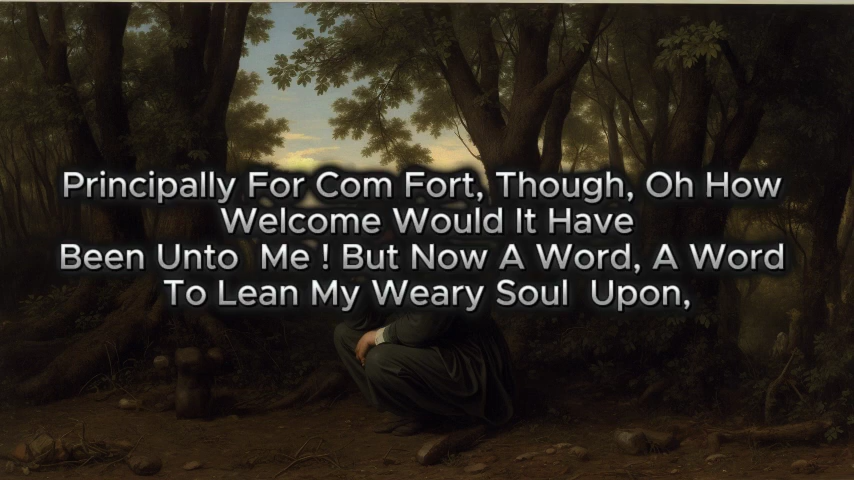 Principally For Com Fort, Though, Oh How
Welcome Would It Have
Been Unto  Me ! But Now A Word, A Word
To Lean My Weary Soul  Upon,